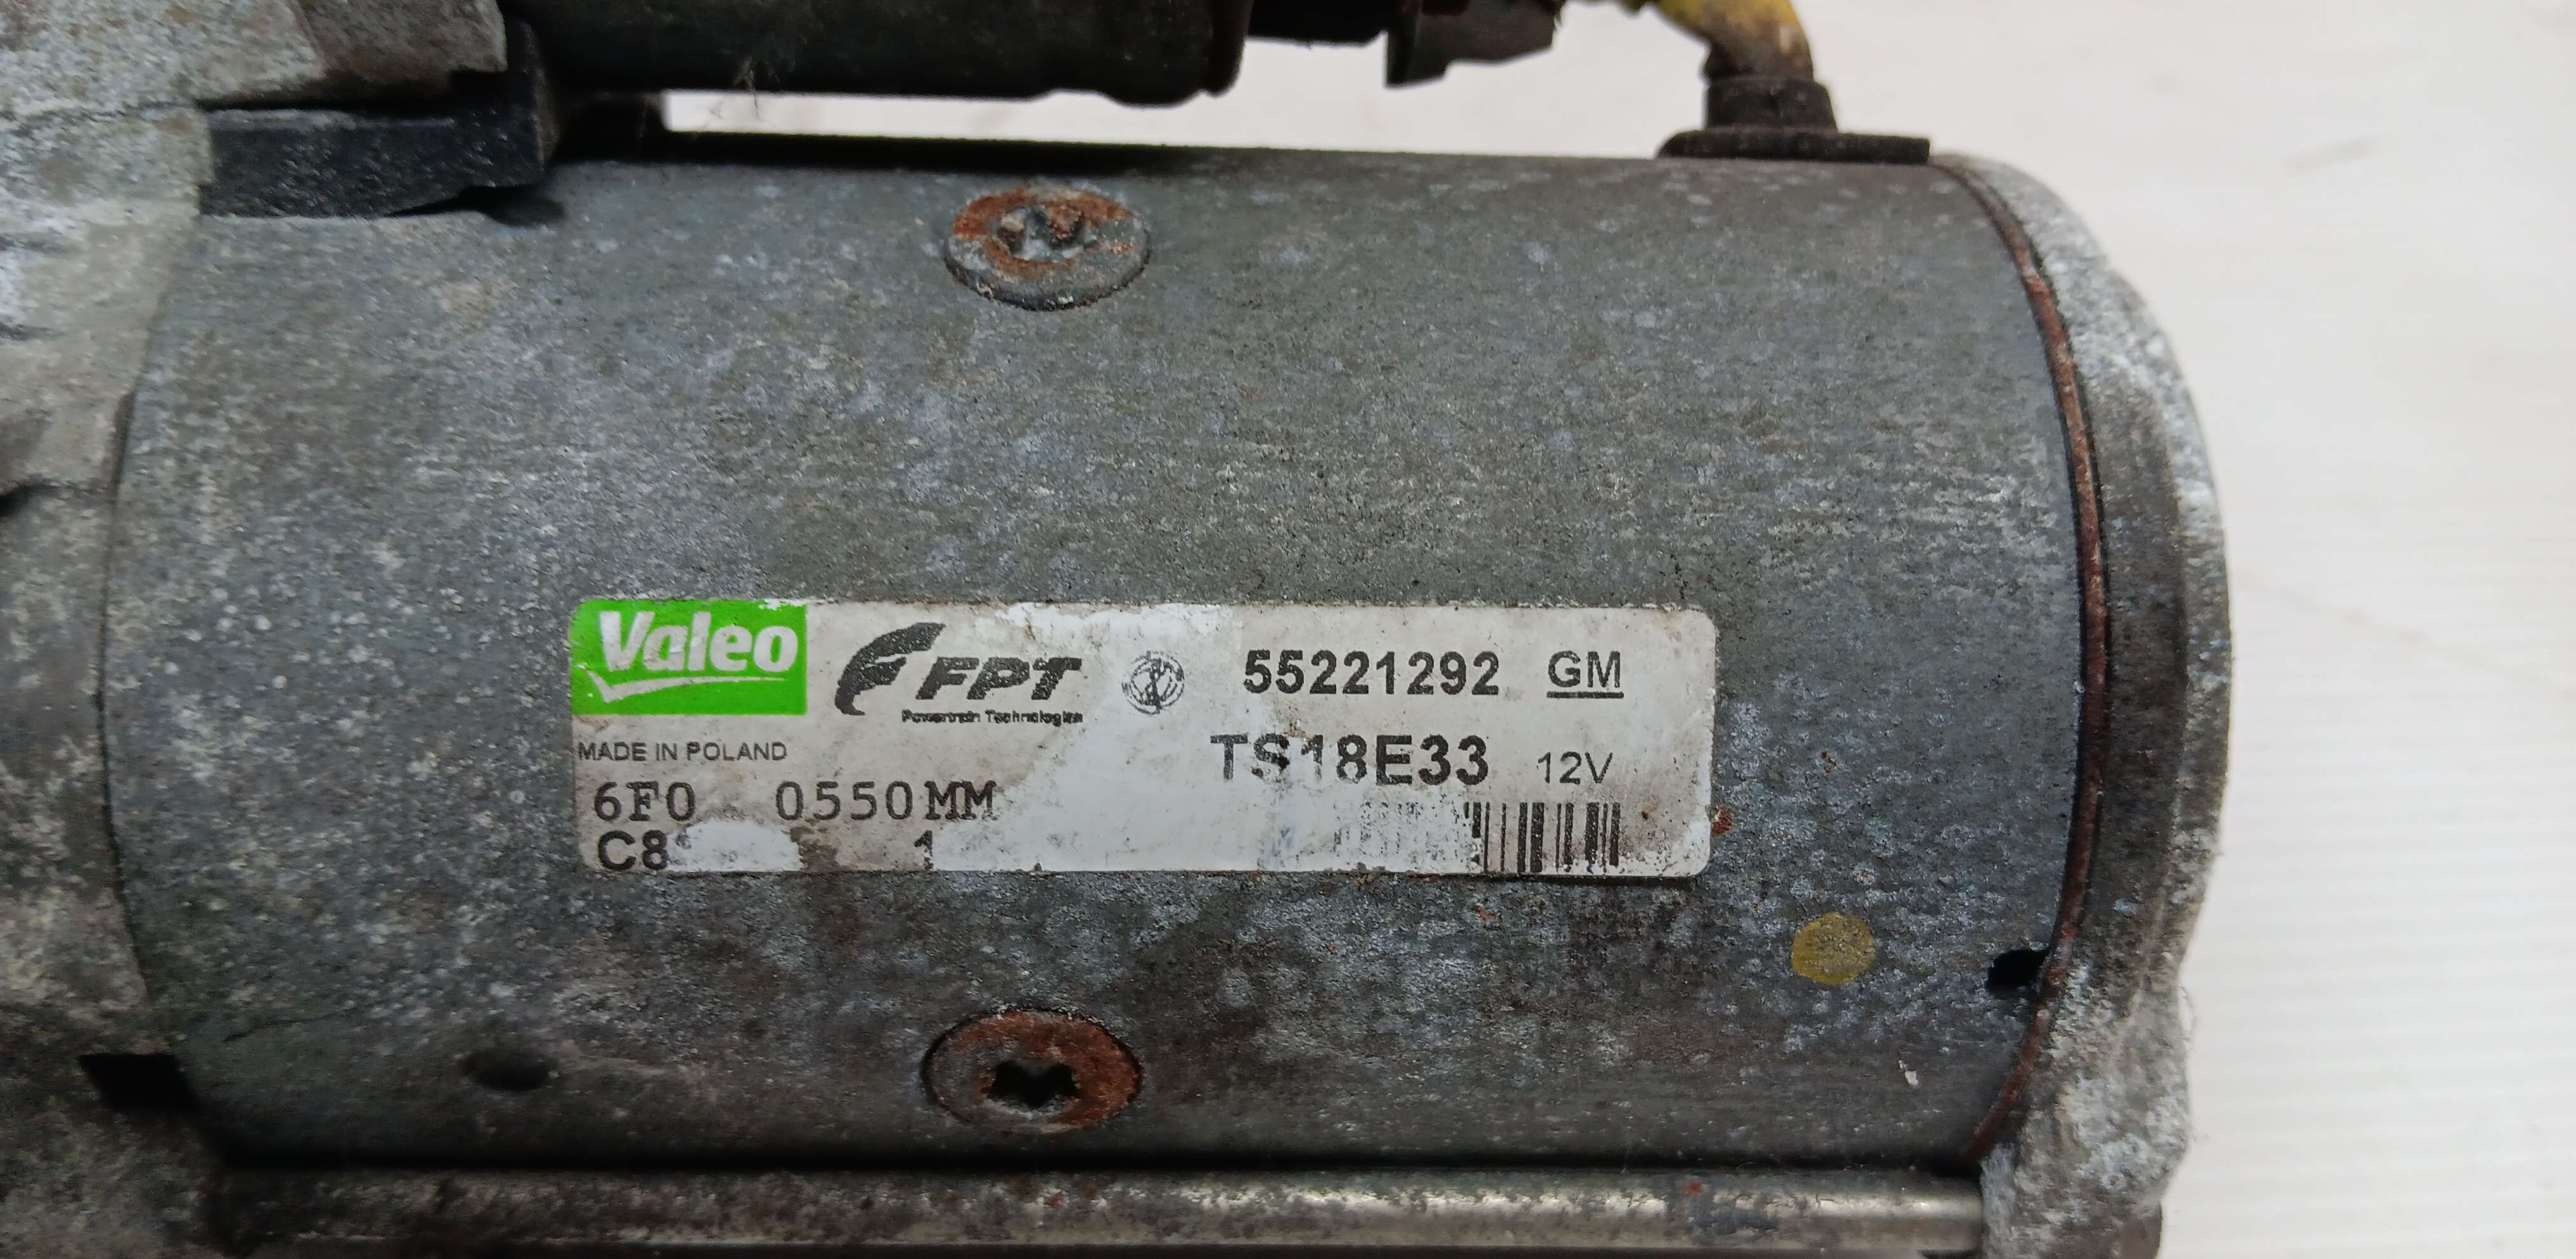 Valeo FPT 55221292 GM
Powertrain Technologies
MADE IN POLAND TS18E33 12V
6F0 0550MM
C8 1